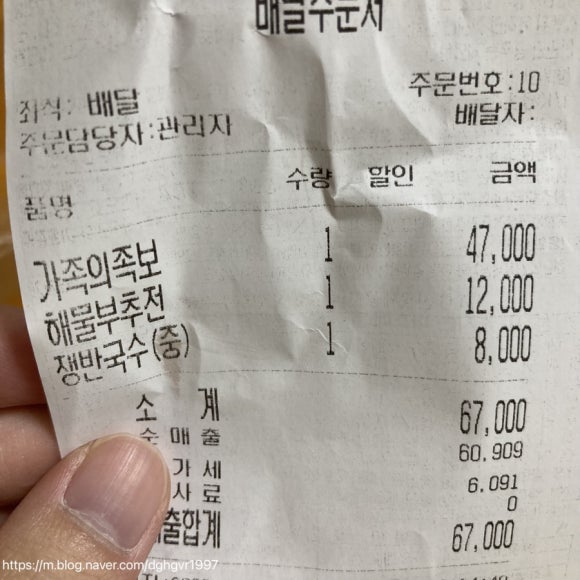 배달주문서
주문번호:10
좌석: 배달
배달자:
주문담당자:관리자
품명 수량 할인 금액
가족의족보 1 47,000
해물부추전 1 12,000
쟁반국수(중) 1 8,000
소 계 67,000
순 매 출 60.909
가 세 6.091
사 료 0
출합계 67,000
https://m.blog.naver.com/dghgvr1997